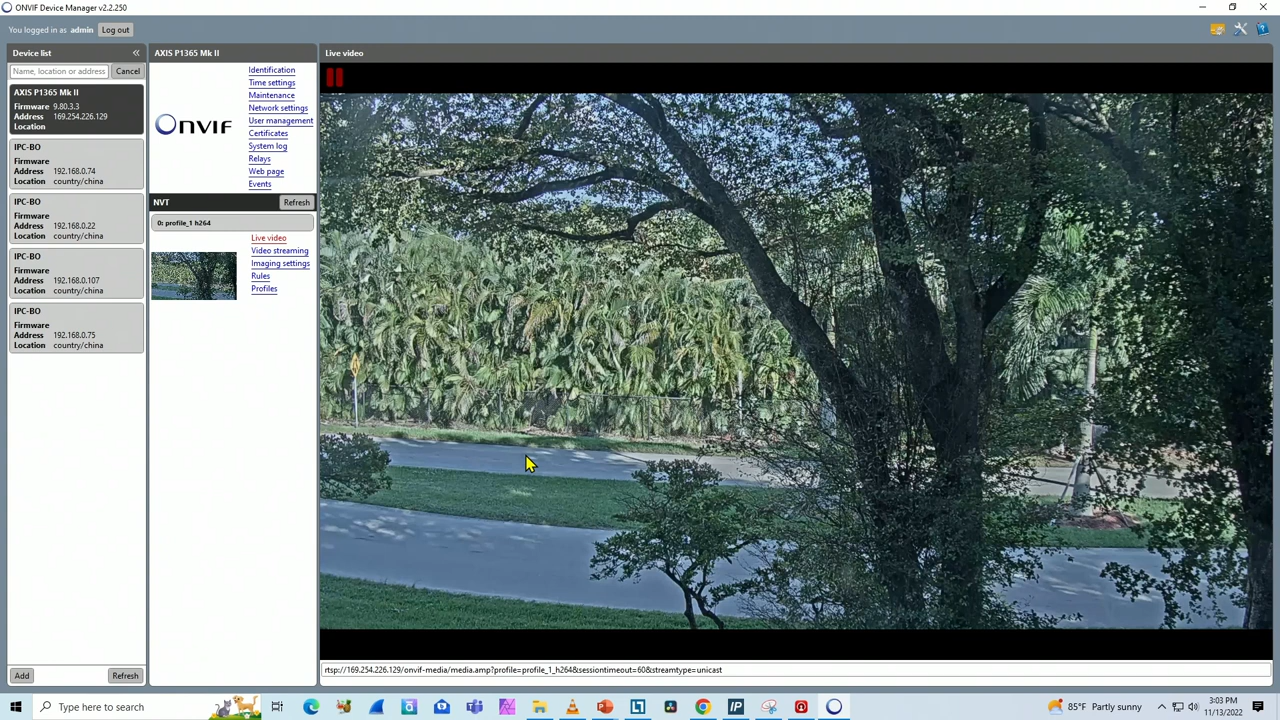 ONVIF Device Manager v2.2.250
You logged in as admin Log out
Device list
Name, location or address Cancel
AXIS P1365 Mk II
Firmware 9.80.3.3
Address 169.254.226.129
Location
IPC-BO
Firmware
Address 192.168.0.74
Location country/china
IPC-BO
Firmware
Address 192.168.0.22
Location country/china
IPC-BO
Firmware
Address 192.168.0.107
Location country/china
IPC-BO
Firmware
Address 192.168.0.75
Location country/china
Add Refresh
AXIS P1365 Mk II
ONVIF
Identification
Time settings
Maintenance
Network settings
User management
Certificates
System log
Relays
Web page
Events
NVT Refresh
0: profile_1 h264
Live video
Video streaming
Imaging settings
Rules
Profiles
Live video
rtsp://169.254.226.129/onvif-media/media.amp?profile=profile_1_h264&sessiontimeout=60&streamtype=unicast
Type here to search
IP
85°F Partly sunny
3:03 PM
11/13/2022